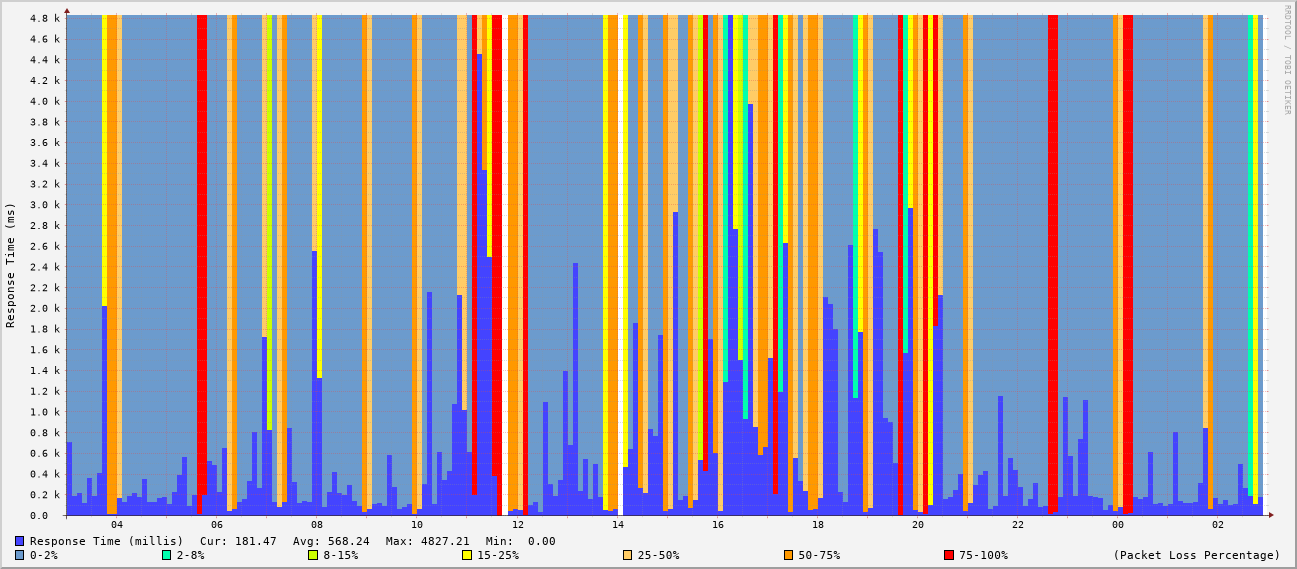 RRDTOOL / TOBI OETIKER
Response Time (ms)
4.8 k
4.6 k
4.4 k
4.2 k
4.0 k
3.8 k
3.6 k
3.4 k
3.2 k
3.0 k
2.8 k
2.6 k
2.4 k
2.2 k
2.0 k
1.8 k
1.6 k
1.4 k
1.2 k
1.0 k
0.8 k
0.6 k
0.4 k
0.2 k
0.0
04 06 08 10 12 14 16 18 20 22 00 02
Response Time (millis) Cur: 181.47 Avg: 568.24 Max: 4827.21 Min: 0.00
0-2% 2-8% 8-15% 15-25% 25-50% 50-75% 75-100% (Packet Loss Percentage)